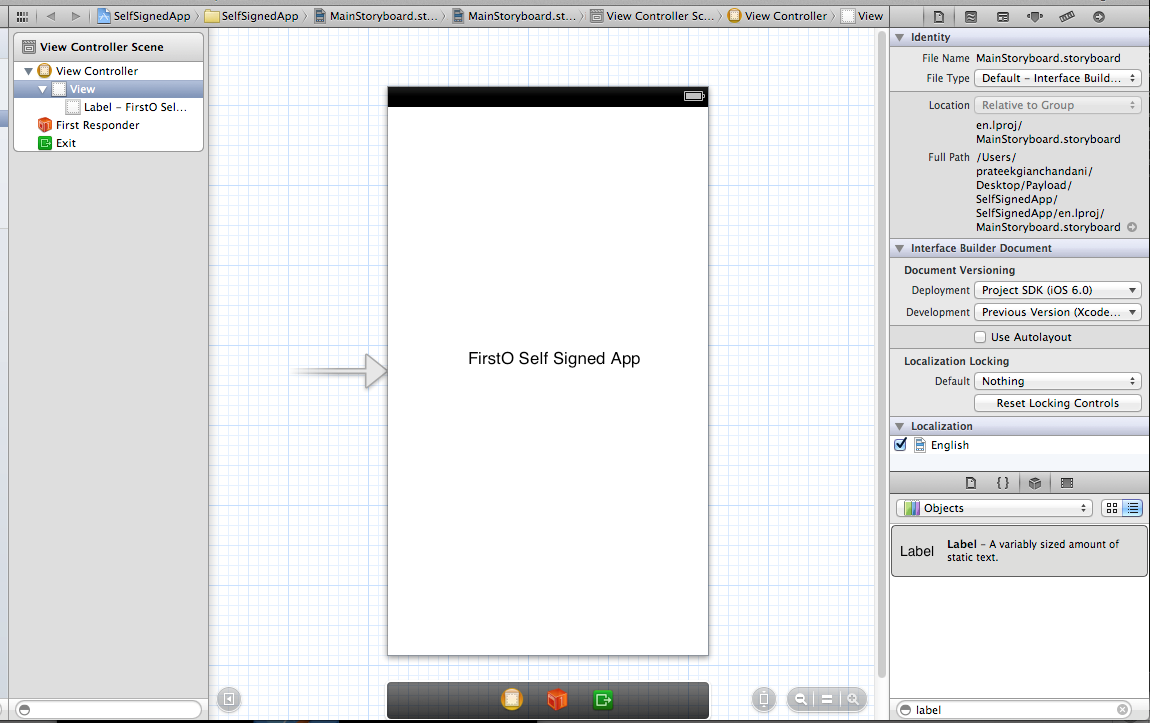 SelfSignedApp SelfSignedApp MainStoryboard.st... MainStoryboard.st... View Controller Sc... View Controller View
View Controller Scene
View Controller
View
Label – FirstO Sel...
First Responder
Exit
FirstO Self Signed App
Identity
File Name MainStoryboard.storyboard
File Type Default – Interface Build...
Location Relative to Group
en.lproj/
MainStoryboard.storyboard
Full Path /Users/
prateekgianchandani/
Desktop/Payload/
SelfSignedApp/
SelfSignedApp/en.lproj/
MainStoryboard.storyboard
Interface Builder Document
Document Versioning
Deployment Project SDK (iOS 6.0)
Development Previous Version (Xcode...
Use Autolayout
Localization Locking
Default Nothing
Reset Locking Controls
Localization
English
{ }
Objects
Label Label – A variably sized amount of
static text.
label